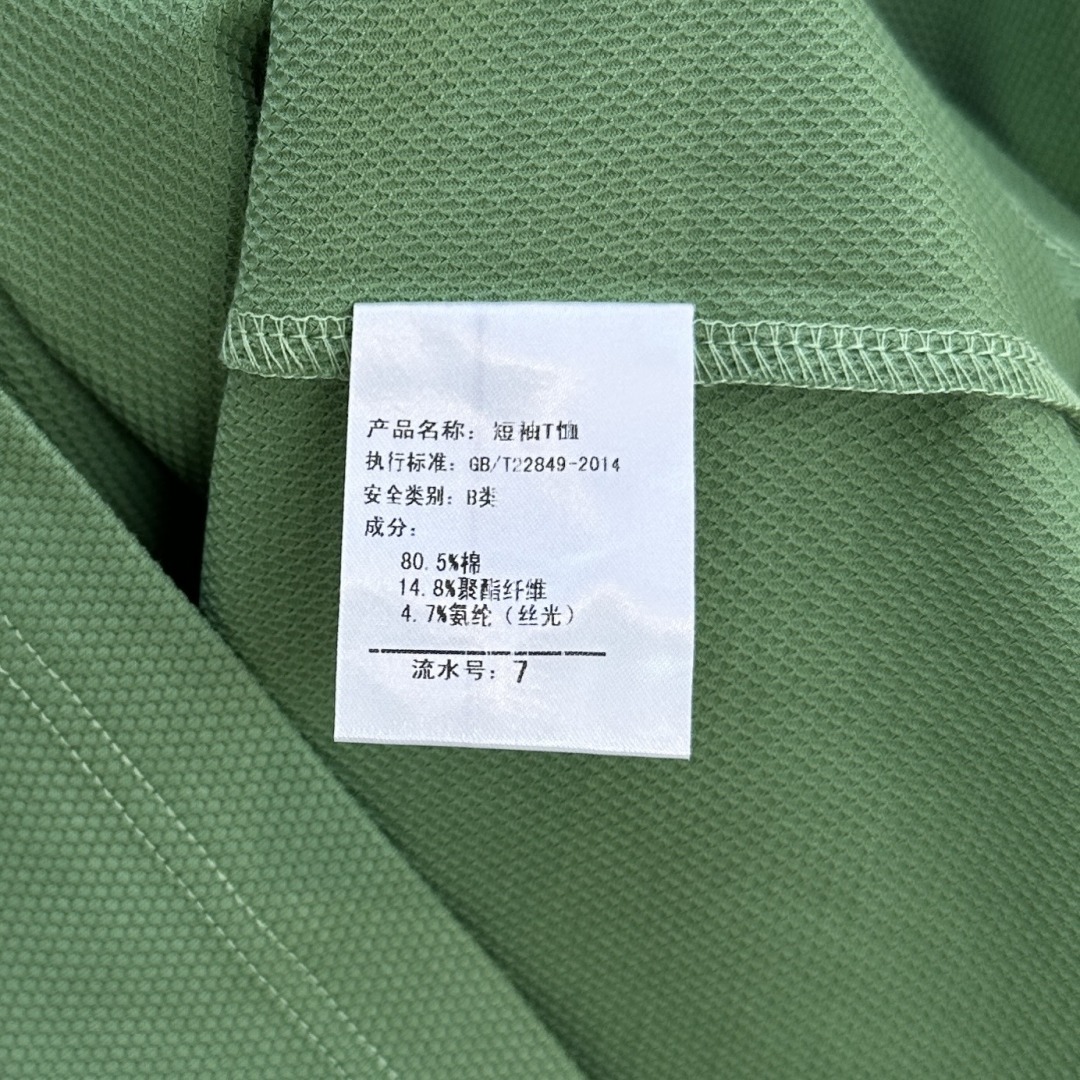 产品名称：短袖T恤
执行标准：GB/T22849-2014
安全类别：B类
成分：
80.5%棉
14.8%聚酯纤维
4.7%氨纶（丝光）
流水号：7